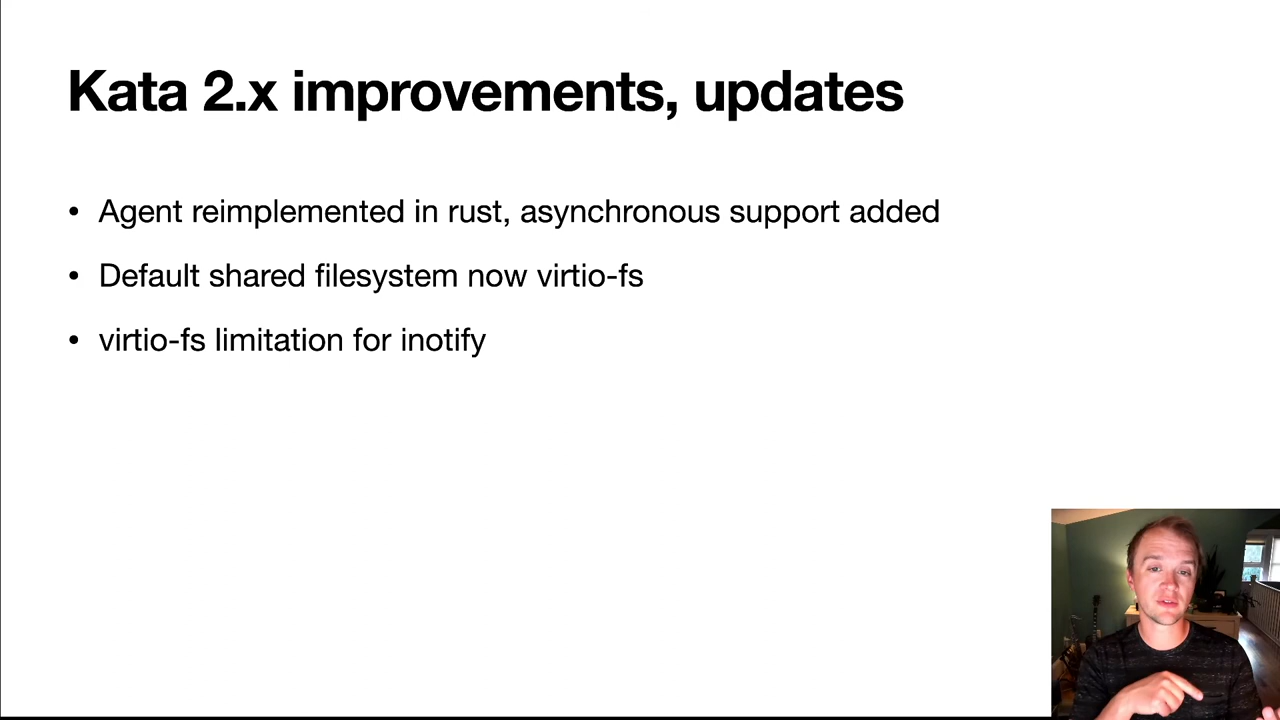 Kata 2.x improvements, updates
• Agent reimplemented in rust, asynchronous support added
• Default shared filesystem now virtio-fs
• virtio-fs limitation for inotify